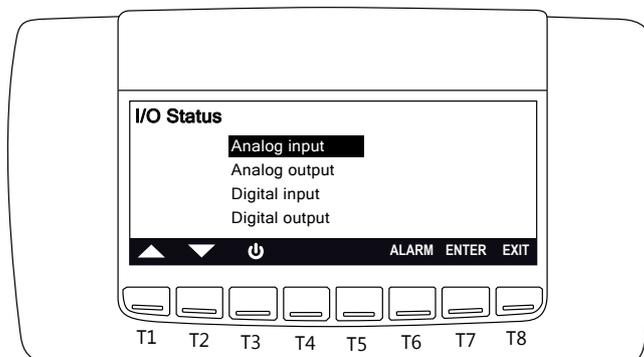 I/O Status
Analog input
Analog output
Digital input
Digital output
ALARM ENTER EXIT
T1 T2 T3 T4 T5 T6 T7 T8